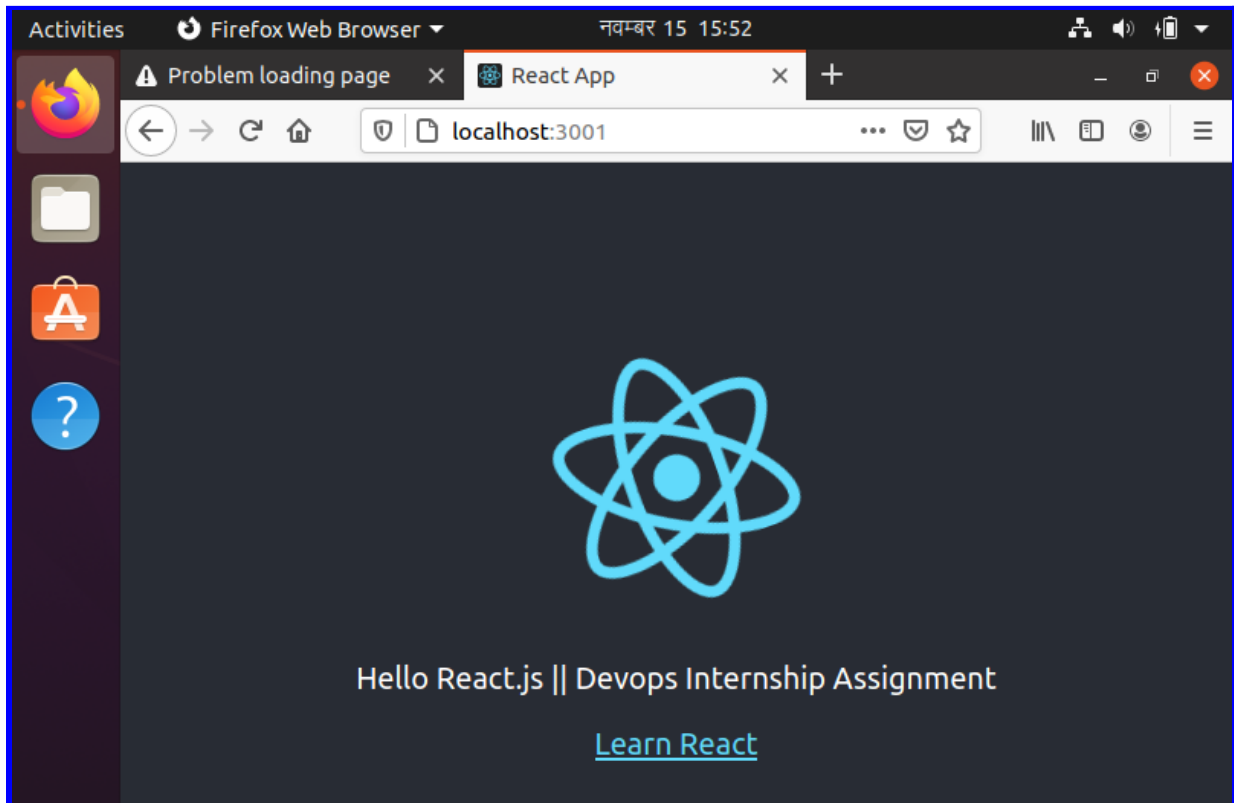 Activities Firefox Web Browser नवम्बर 15 15:52
Problem loading page React App
localhost:3001
Hello React.js || Devops Internship Assignment
Learn React